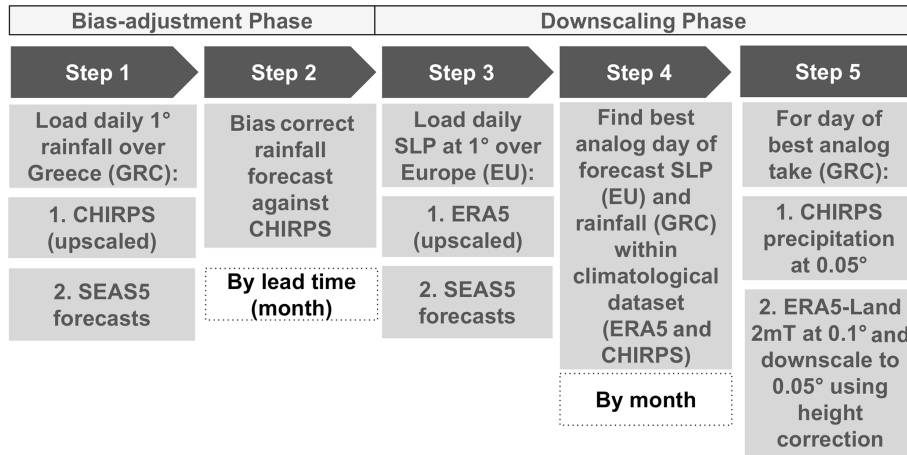 Bias-adjustment Phase
Downscaling Phase
Step 1
Step 2
Step 3
Step 4
Step 5
Load daily 1°
rainfall over
Greece (GRC):
1. CHIRPS
(upscaled)
2. SEAS5
forecasts
Bias correct
rainfall
forecast
against
CHIRPS
By lead time
(month)
Load daily
SLP at 1° over
Europe (EU):
1. ERA5
(upscaled)
2. SEAS5
forecasts
Find best
analog day of
forecast SLP
(EU) and
rainfall (GRC)
within
climatological
dataset
(ERA5 and
CHIRPS)
By month
For day of
best analog
take (GRC):
1. CHIRPS
precipitation
at 0.05°
2. ERA5-Land
2mT at 0.1° and
downscale to
0.05° using
height
correction